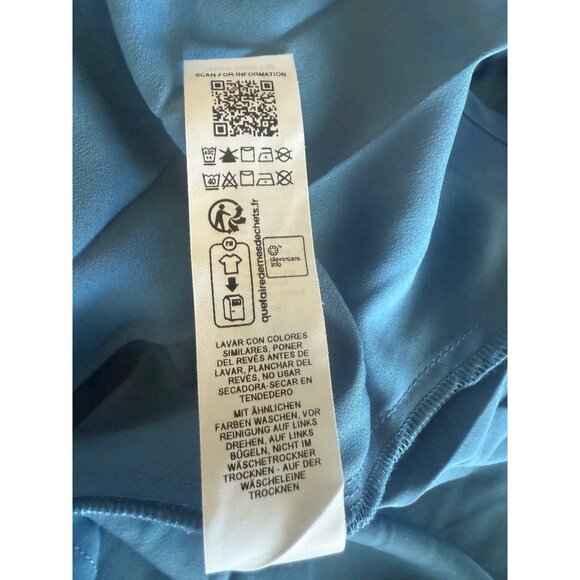 SCAN FOR INFORMATION
40
quefairedemesdechets.fr
FR
clevercare.
info
LAVAR CON COLORES
SIMILARES, PONER
DEL REVÉS ANTES DE
LAVAR, PLANCHAR DEL
REVÉS, NO USAR
SECADORA-SECAR EN
TENDEDERO
MIT ÄHNLICHEN
FARBEN WASCHEN, VOR
REINIGUNG AUF LINKS
DREHEN, AUF LINKS
BÜGELN, NICHT IM
WÄSCHETROCKNER
TROCKNEN - AUF DER
WÄSCHELEINE
TROCKNEN